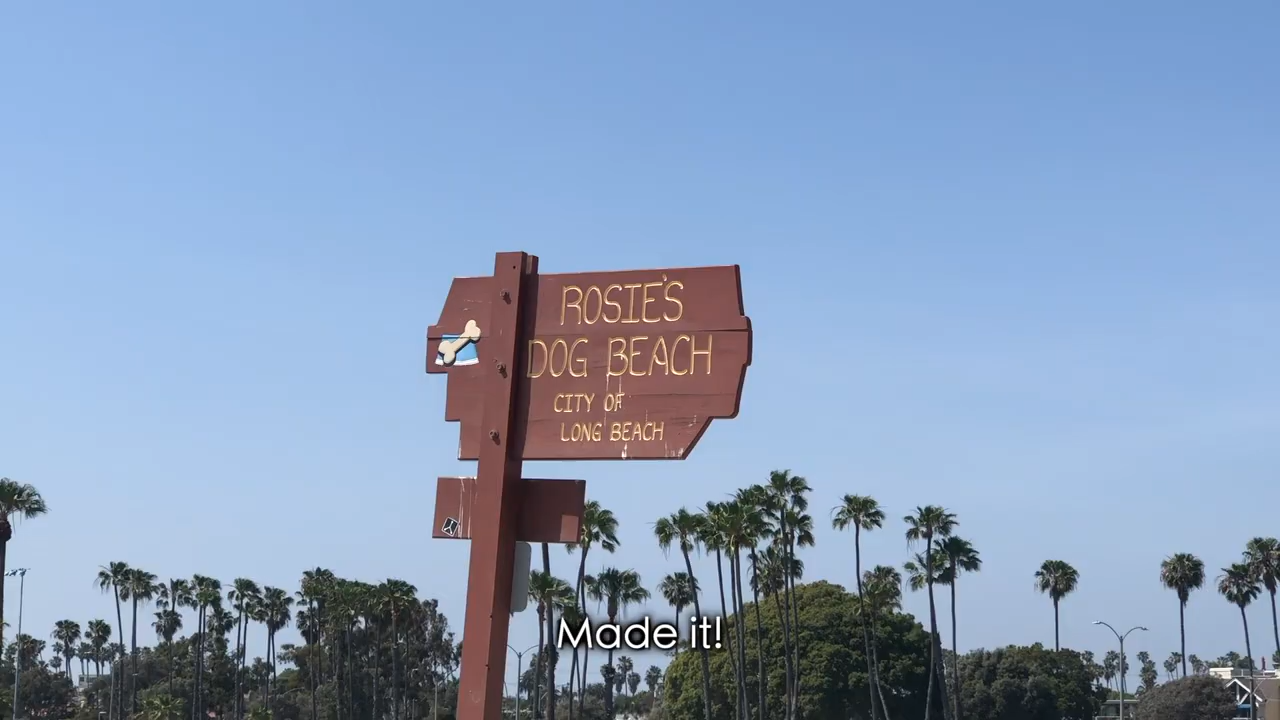 ROSIE'S
DOG BEACH
CITY OF
LONG BEACH
Made it!